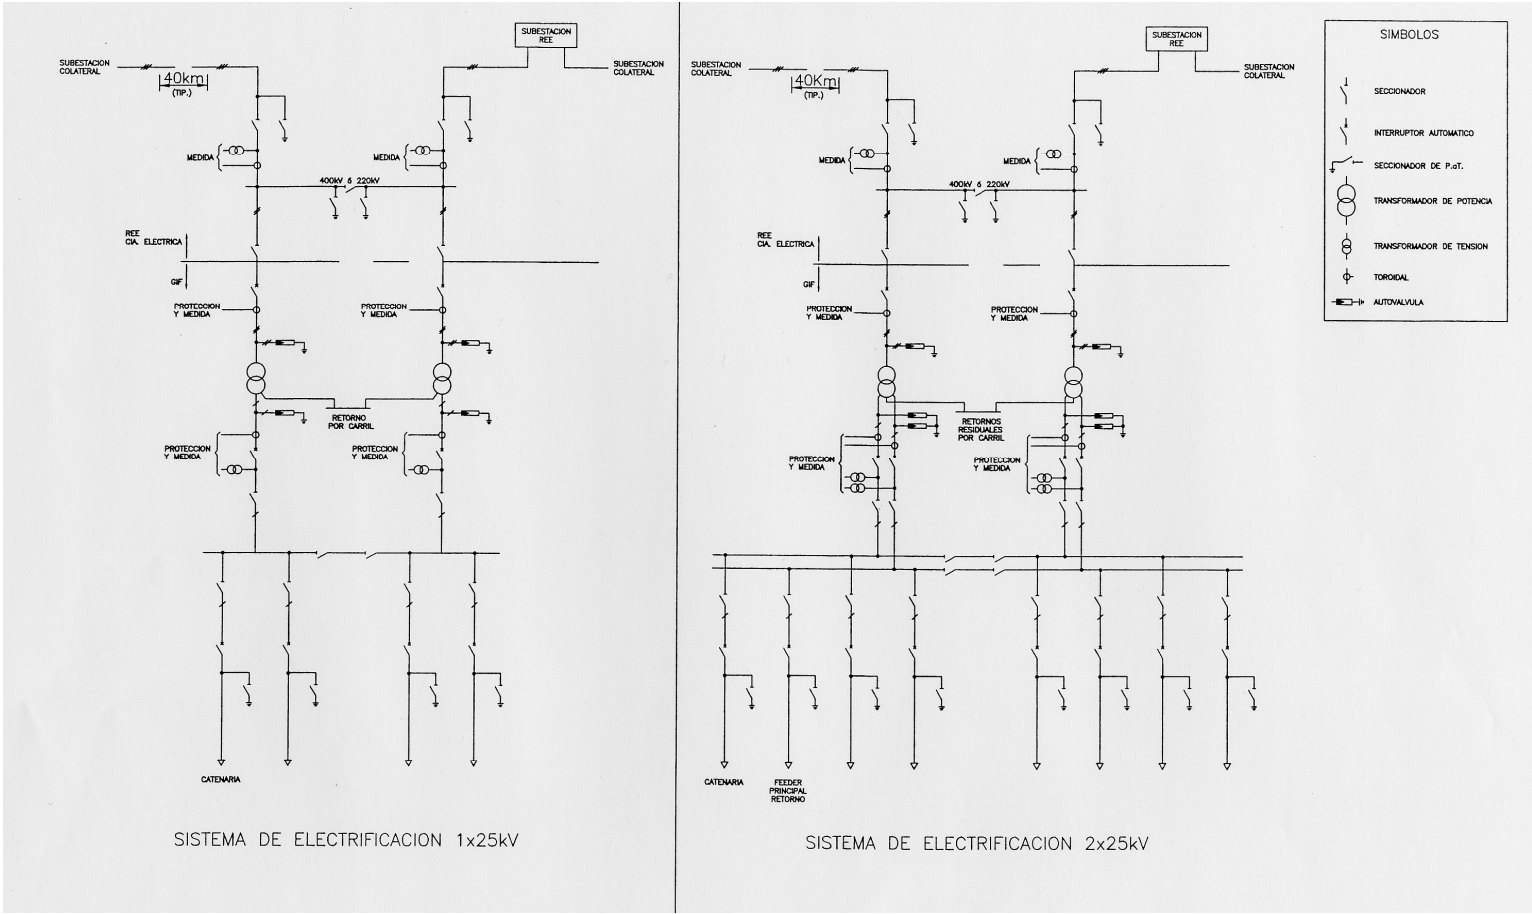 SUBESTACION
REE
SUBESTACION
COLATERAL
40km
(TIP.)
SUBESTACION
COLATERAL
MEDIDA
MEDIDA
400kV ó 220kV
REE
CIA. ELECTRICA
GIF
PROTECCION
Y MEDIDA
PROTECCION
Y MEDIDA
RETORNO
POR CARRIL
PROTECCION
Y MEDIDA
PROTECCION
Y MEDIDA
CATENARIA
SISTEMA DE ELECTRIFICACION 1x25kV
SUBESTACION
REE
SUBESTACION
COLATERAL
40Km
(TIP.)
SUBESTACION
COLATERAL
MEDIDA
MEDIDA
400kV ó 220kV
REE
CIA. ELECTRICA
GIF
PROTECCION
Y MEDIDA
PROTECCION
Y MEDIDA
RETORNOS
RESIDUALES
POR CARRIL
PROTECCION
Y MEDIDA
PROTECCION
Y MEDIDA
CATENARIA
FEEDER
PRINCIPAL
RETORNO
SISTEMA DE ELECTRIFICACION 2x25kV
SIMBOLOS
SECCIONADOR
INTERRUPTOR AUTOMATICO
SECCIONADOR DE P.aT.
TRANSFORMADOR DE POTENCIA
TRANSFORMADOR DE TENSION
TOROIDAL
AUTOVALVULA